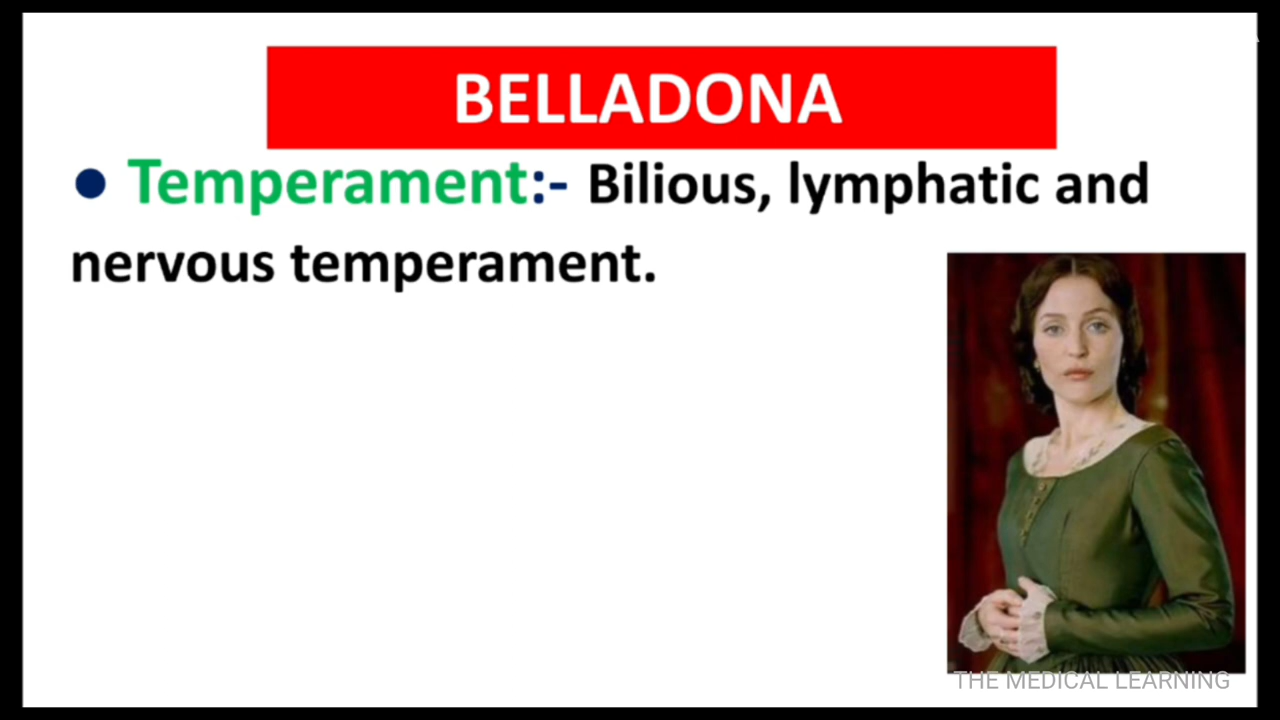 BELLADONA
● Temperament:- Bilious, lymphatic and
nervous temperament.
THE MEDICAL LEARNING